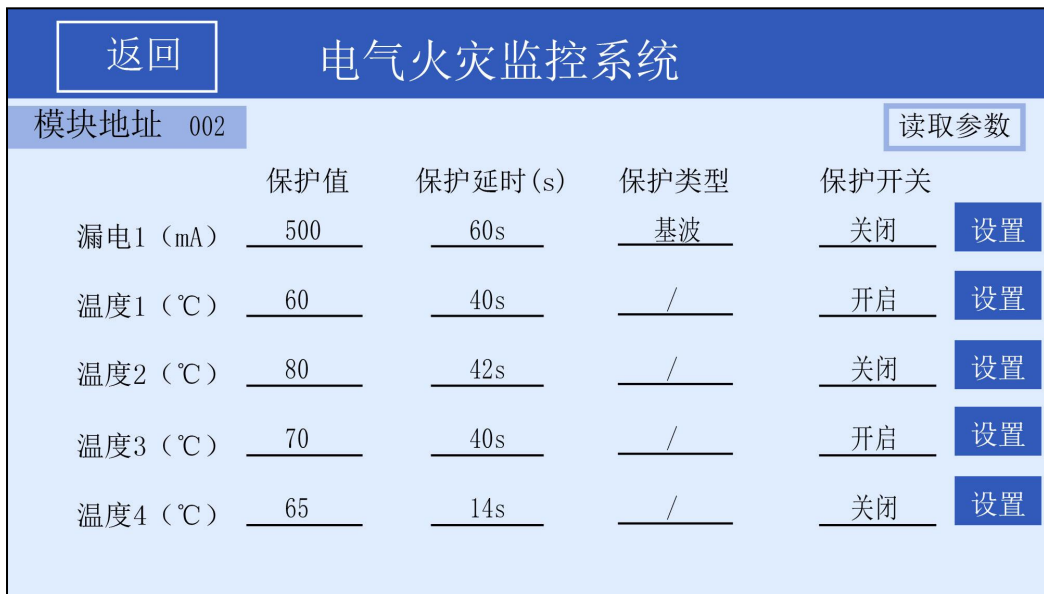 返回 电气火灾监控系统
模块地址 002 读取参数
保护值 保护延时(s) 保护类型 保护开关
漏电1（mA） 500 60s 基波 关闭 设置
温度1（℃） 60 40s / 开启 设置
温度2（℃） 80 42s / 关闭 设置
温度3（℃） 70 40s / 开启 设置
温度4（℃） 65 14s / 关闭 设置